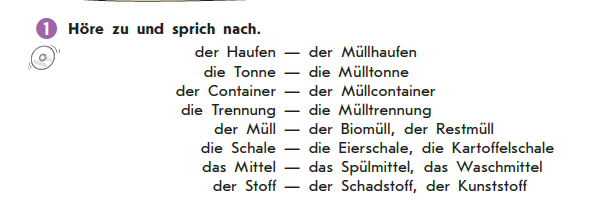 1 Höre zu und sprich nach.
der Haufen — der Müllhaufen
die Tonne — die Mülltonne
der Container — der Müllcontainer
die Trennung — die Mülltrennung
der Müll — der Biomüll, der Restmüll
die Schale — die Eierschale, die Kartoffelschale
das Mittel — das Spülmittel, das Waschmittel
der Stoff — der Schadstoff, der Kunststoff